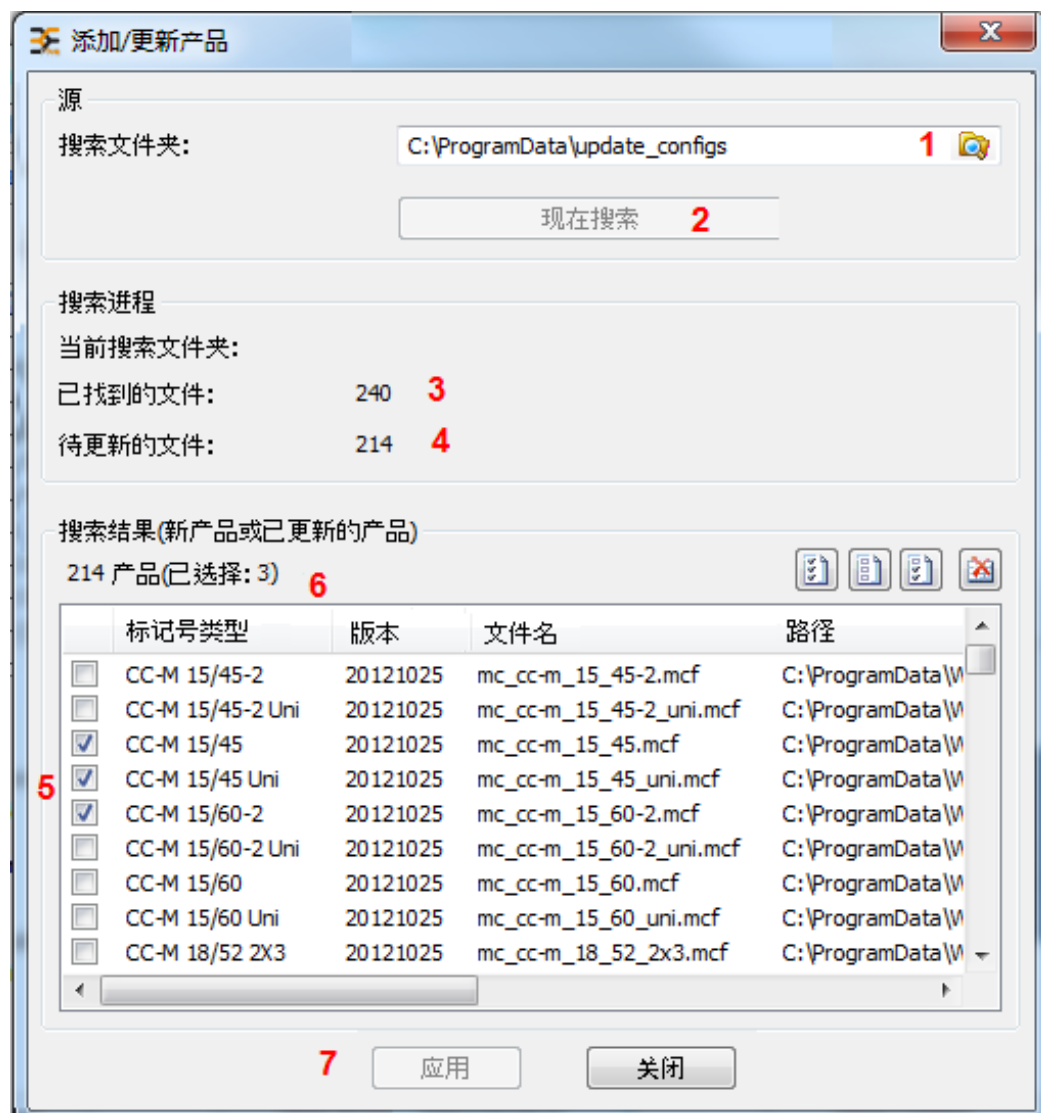 添加/更新产品
源
搜索文件夹: C:\ProgramData\update_configs 1
现在搜索 2
搜索进程
当前搜索文件夹:
已找到的文件: 240 3
待更新的文件: 214 4
搜索结果(新产品或已更新的产品)
214 产品(已选择: 3) 6
标记号类型 版本 文件名 路径
CC-M 15/45-2 20121025 mc_cc-m_15_45-2.mcf C:\ProgramData\W
CC-M 15/45-2 Uni 20121025 mc_cc-m_15_45-2_uni.mcf C:\ProgramData\W
CC-M 15/45 20121025 mc_cc-m_15_45.mcf C:\ProgramData\W
5 CC-M 15/45 Uni 20121025 mc_cc-m_15_45_uni.mcf C:\ProgramData\W
CC-M 15/60-2 20121025 mc_cc-m_15_60-2.mcf C:\ProgramData\W
CC-M 15/60-2 Uni 20121025 mc_cc-m_15_60-2_uni.mcf C:\ProgramData\W
CC-M 15/60 20121025 mc_cc-m_15_60.mcf C:\ProgramData\W
CC-M 15/60 Uni 20121025 mc_cc-m_15_60_uni.mcf C:\ProgramData\W
CC-M 18/52 2X3 20121025 mc_cc-m_18_52_2x3.mcf C:\ProgramData\W
7 应用 关闭